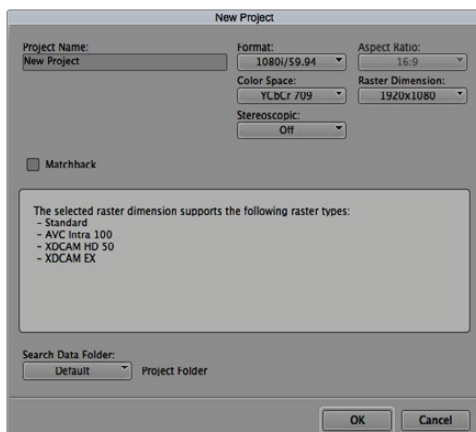 New Project
Project Name:
New Project
Format:
1080i/59.94
Aspect Ratio:
16:9
Color Space:
YCbCr 709
Raster Dimension:
1920x1080
Stereoscopic:
Off
Matchback
The selected raster dimension supports the following raster types:
- Standard
- AVC Intra 100
- XDCAM HD 50
- XDCAM EX
Search Data Folder:
Default
Project Folder
OK
Cancel